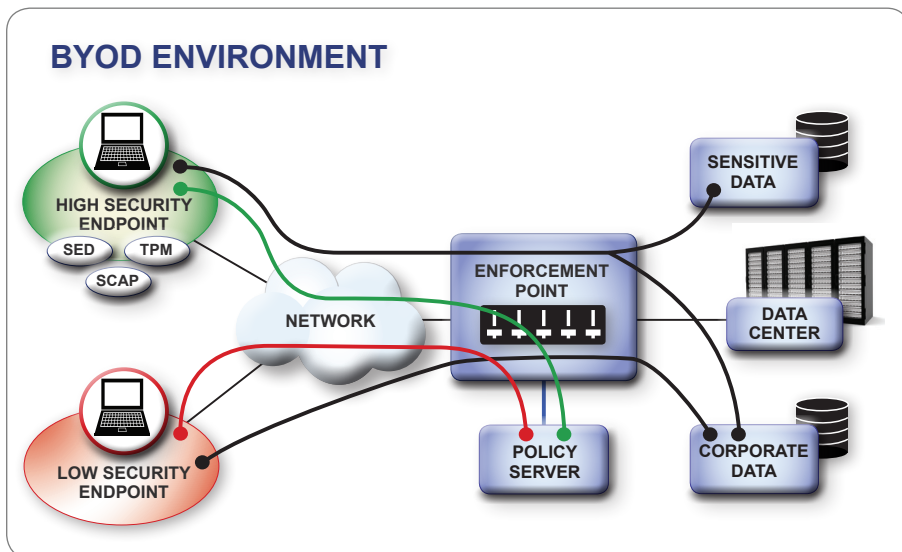 BYOD ENVIRONMENT
HIGH SECURITY
ENDPOINT
SED
TPM
SCAP
NETWORK
ENFORCEMENT
POINT
SENSITIVE
DATA
DATA
CENTER
LOW SECURITY
ENDPOINT
POLICY
SERVER
CORPORATE
DATA